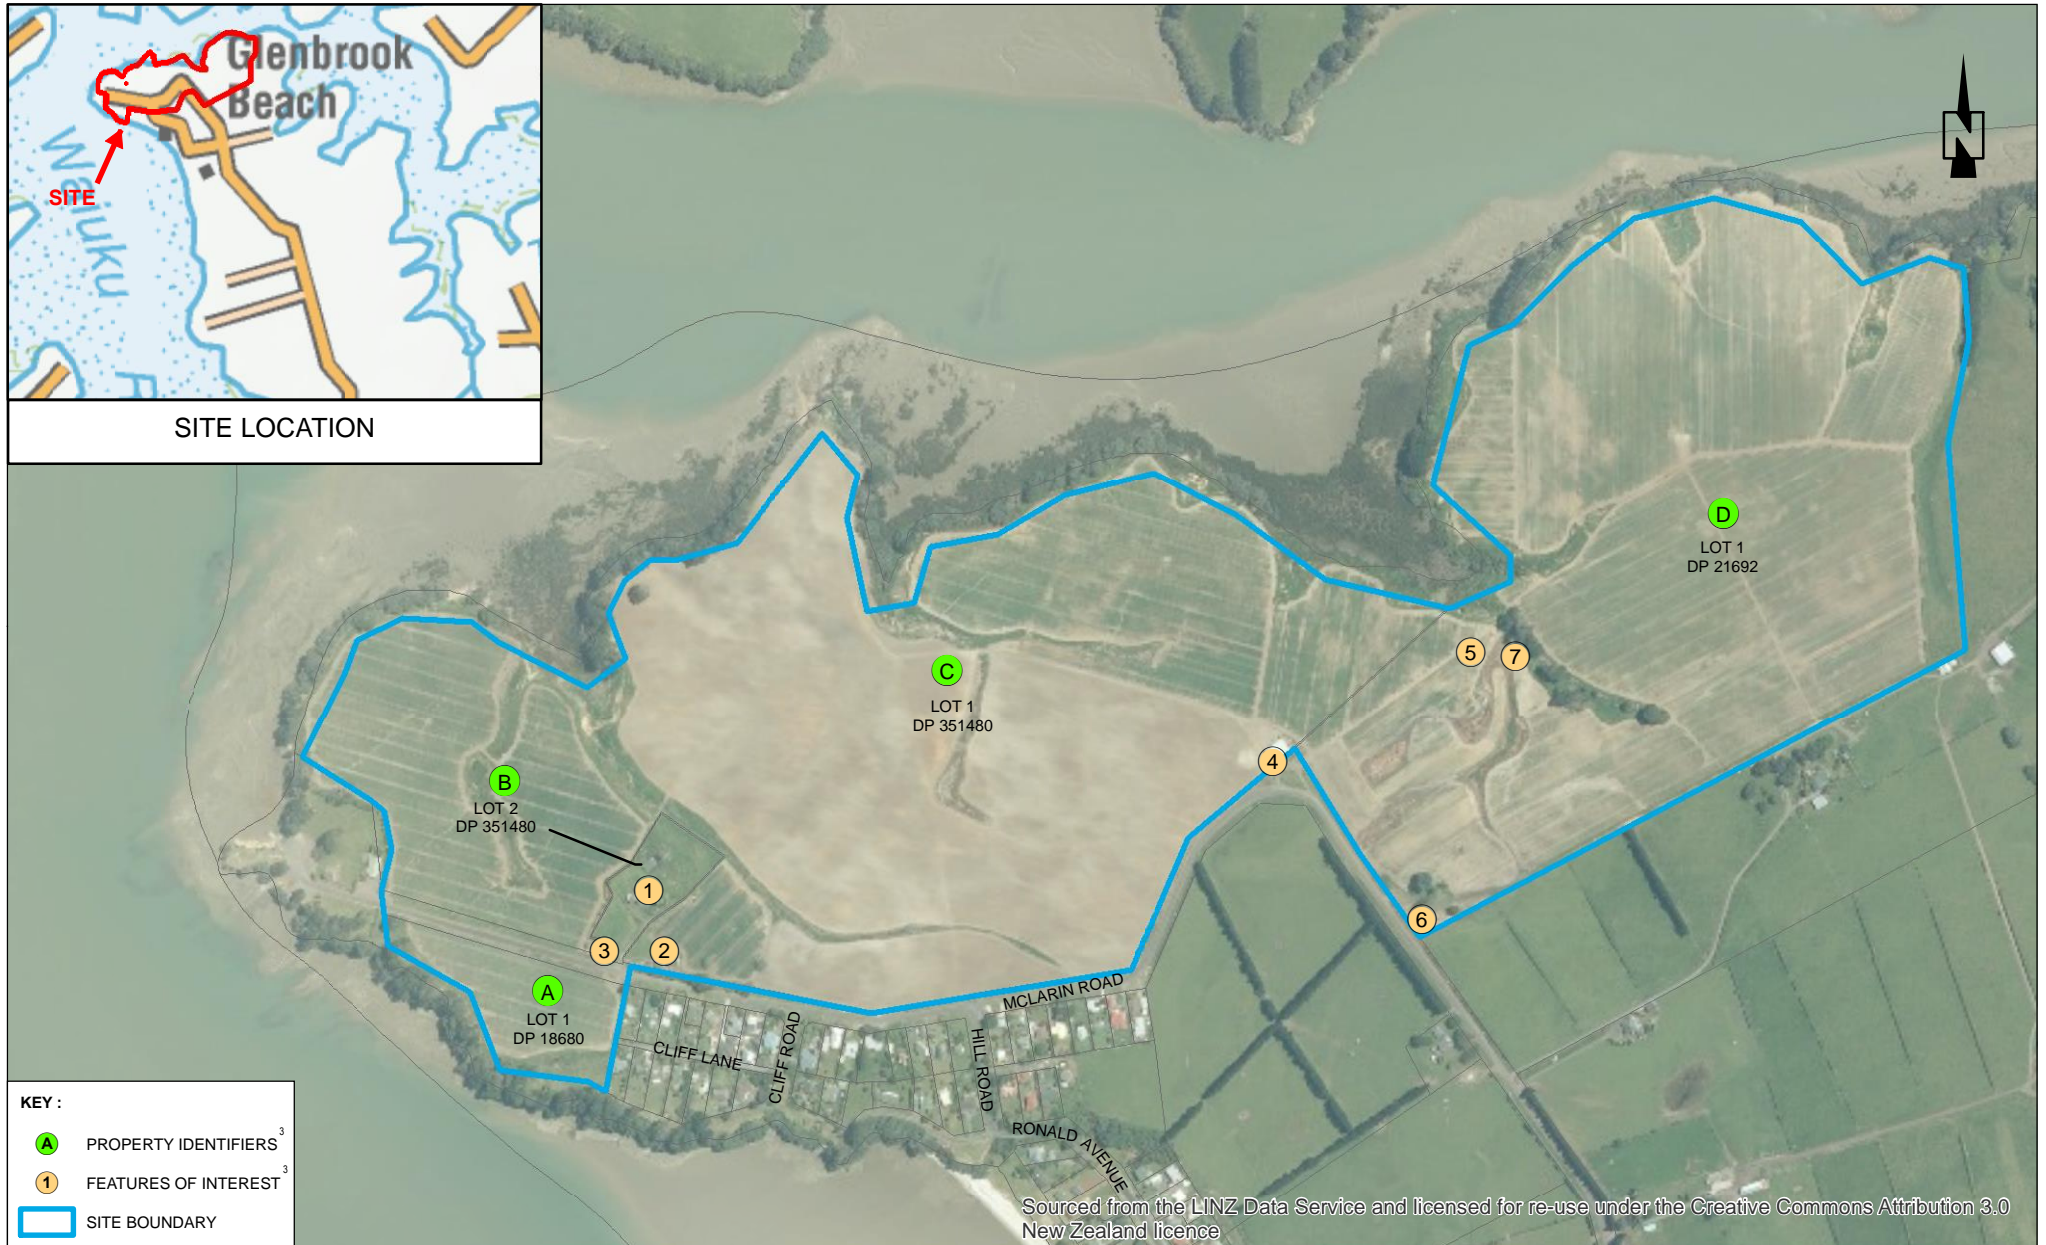 Glenbrook
Beach
Waiuku
SITE
SITE LOCATION
N
D
LOT 1
DP 21692
5
7
C
LOT 1
DP 351480
4
B
LOT 2
DP 351480
1
6
3
2
A
LOT 1
DP 18680
MCLARIN ROAD
CLIFF LANE
CLIFF ROAD
HILL ROAD
RONALD AVENUE
KEY :
A PROPERTY IDENTIFIERS 3
1 FEATURES OF INTEREST 3
SITE BOUNDARY
Sourced from the LINZ Data Service and licensed for re-use under the Creative Commons Attribution 3.0
New Zealand licence